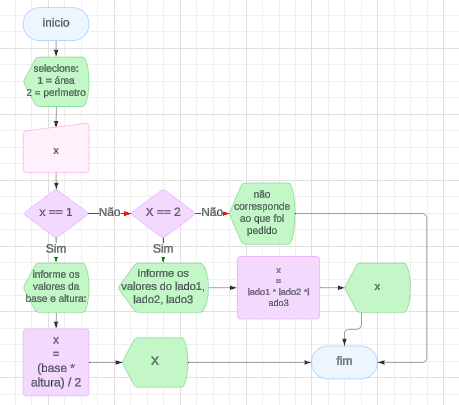 inicio
selecione:
1 = área
2 = perimetro
x
x == 1
Não
X == 2
Não
não
corresponde
ao que foi
pedido
Sim
Sim
informe os
valores da
base e altura:
informe os
valores do lado1,
lado2, lado3
x
=
lado1 * lado2 *l
ado3
x
x
=
(base *
altura) / 2
X
fim